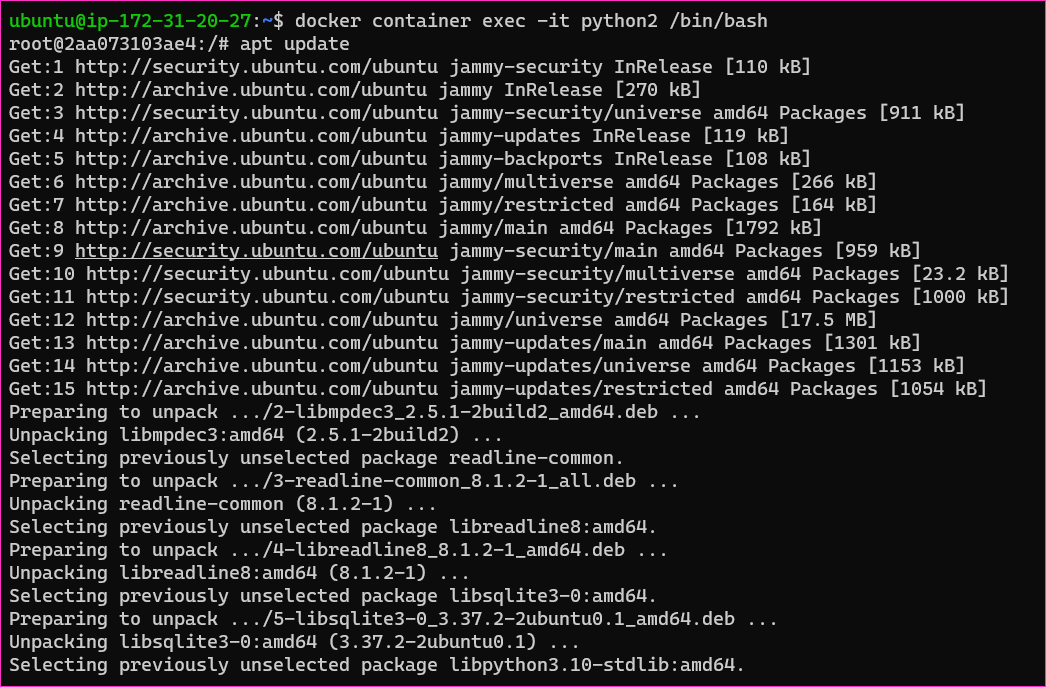 ubuntu@ip-172-31-20-27:~$ docker container exec -it python2 /bin/bash
root@2aa073103ae4:/# apt update
Get:1 http://security.ubuntu.com/ubuntu jammy-security InRelease [110 kB]
Get:2 http://archive.ubuntu.com/ubuntu jammy InRelease [270 kB]
Get:3 http://security.ubuntu.com/ubuntu jammy-security/universe amd64 Packages [911 kB]
Get:4 http://archive.ubuntu.com/ubuntu jammy-updates InRelease [119 kB]
Get:5 http://archive.ubuntu.com/ubuntu jammy-backports InRelease [108 kB]
Get:6 http://archive.ubuntu.com/ubuntu jammy/multiverse amd64 Packages [266 kB]
Get:7 http://archive.ubuntu.com/ubuntu jammy/restricted amd64 Packages [164 kB]
Get:8 http://archive.ubuntu.com/ubuntu jammy/main amd64 Packages [1792 kB]
Get:9 http://security.ubuntu.com/ubuntu jammy-security/main amd64 Packages [959 kB]
Get:10 http://security.ubuntu.com/ubuntu jammy-security/multiverse amd64 Packages [23.2 kB]
Get:11 http://security.ubuntu.com/ubuntu jammy-security/restricted amd64 Packages [1000 kB]
Get:12 http://archive.ubuntu.com/ubuntu jammy/universe amd64 Packages [17.5 MB]
Get:13 http://archive.ubuntu.com/ubuntu jammy-updates/main amd64 Packages [1301 kB]
Get:14 http://archive.ubuntu.com/ubuntu jammy-updates/universe amd64 Packages [1153 kB]
Get:15 http://archive.ubuntu.com/ubuntu jammy-updates/restricted amd64 Packages [1054 kB]
Preparing to unpack .../2-libmpdec3_2.5.1-2build2_amd64.deb ...
Unpacking libmpdec3:amd64 (2.5.1-2build2) ...
Selecting previously unselected package readline-common.
Preparing to unpack .../3-readline-common_8.1.2-1_all.deb ...
Unpacking readline-common (8.1.2-1) ...
Selecting previously unselected package libreadline8:amd64.
Preparing to unpack .../4-libreadline8_8.1.2-1_amd64.deb ...
Unpacking libreadline8:amd64 (8.1.2-1) ...
Selecting previously unselected package libsqlite3-0:amd64.
Preparing to unpack .../5-libsqlite3-0_3.37.2-2ubuntu0.1_amd64.deb ...
Unpacking libsqlite3-0:amd64 (3.37.2-2ubuntu0.1) ...
Selecting previously unselected package libpython3.10-stdlib:amd64.